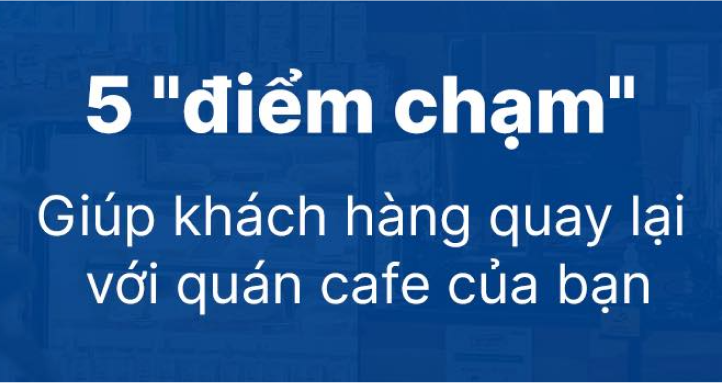 5 "điểm chạm"
Giúp khách hàng quay lại
với quán cafe của bạn